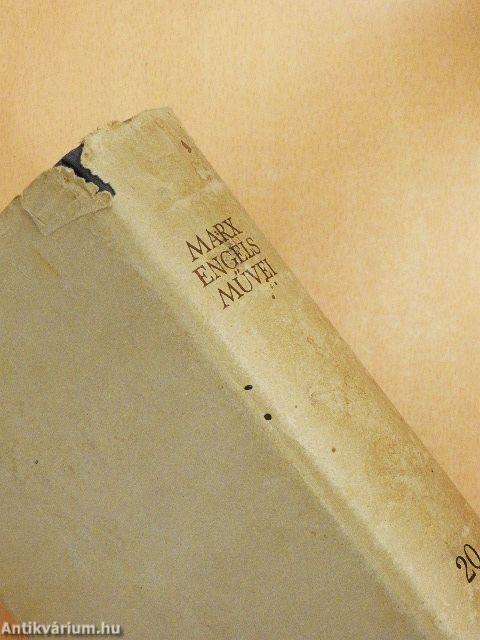 MARX
ENGELS
MŰVEI
20
Antikvárium.hu